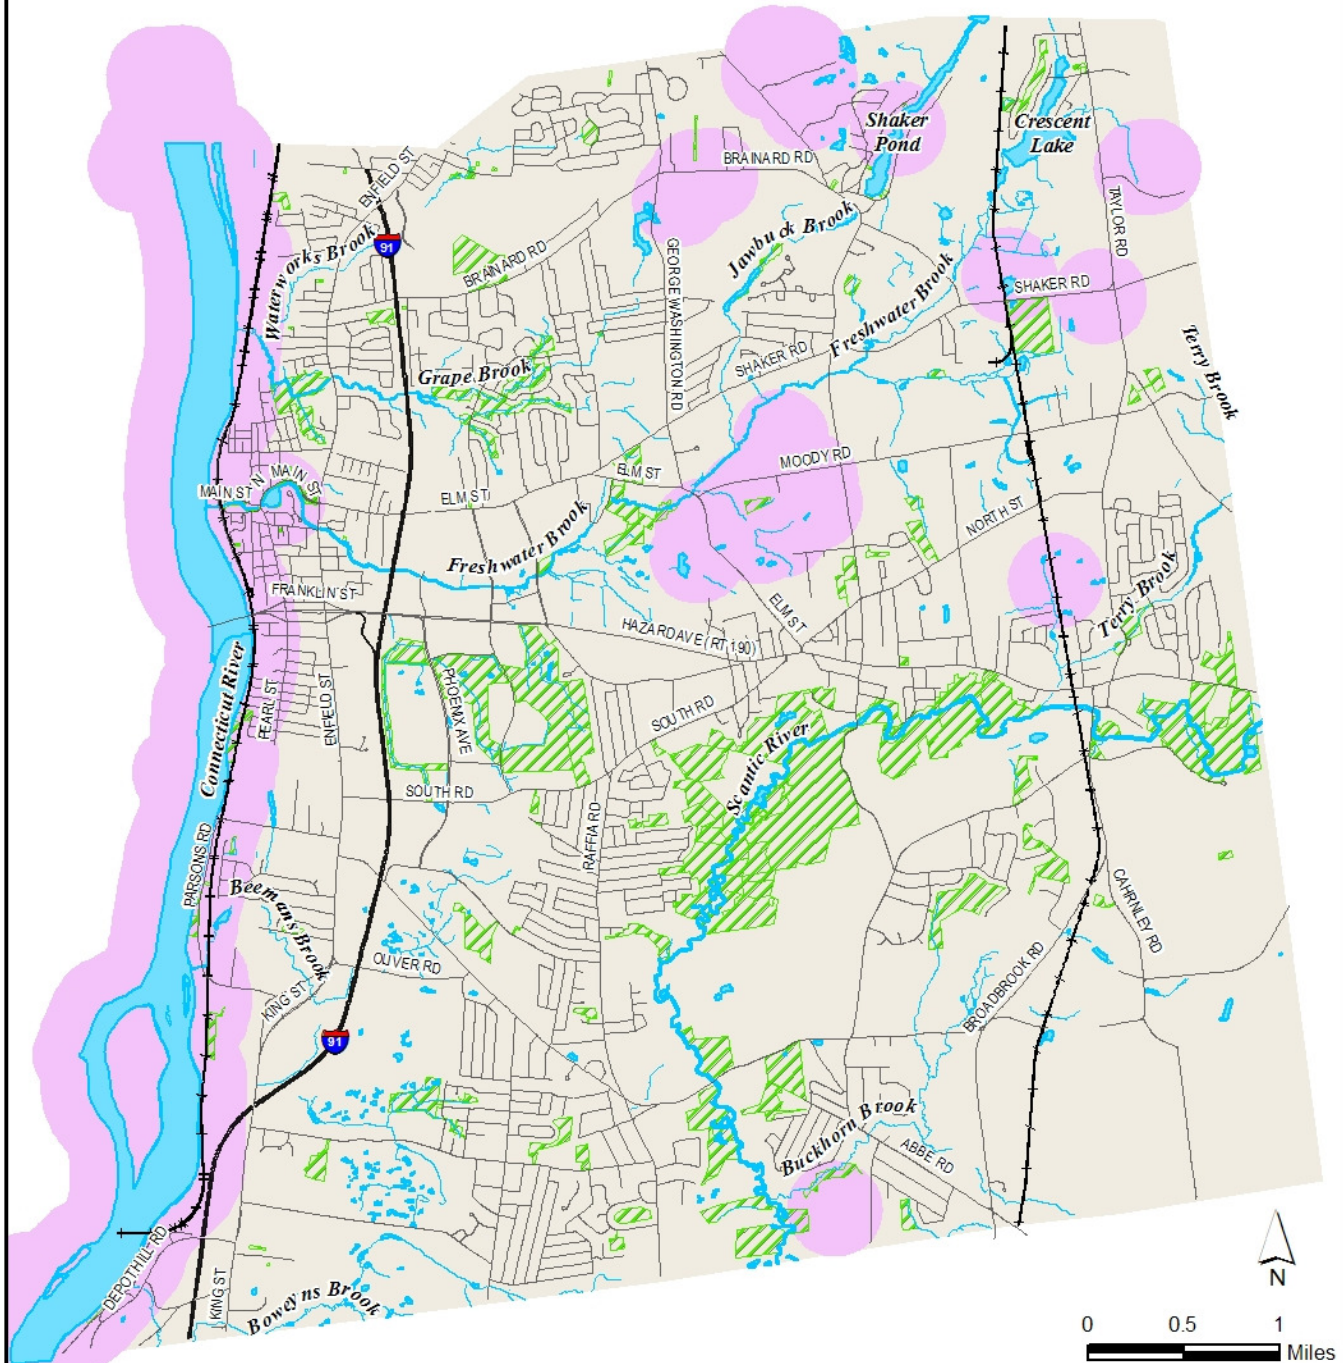 Shaker
Pond
Crescent
Lake
BRAINARD RD
ENFIELD ST
TAYLOR RD
Waterworks Brook
91
BRAINARD RD
Jawbuck Brook
GEORGE WASHINGTON RD
Freshwater Brook
SHAKER RD
SHAKER RD
Terry Brook
Grape Brook
MAIN ST
N MAIN ST
ELM ST
ELM ST
MOODY RD
NORTH ST
Freshwater Brook
FRANKLIN ST
ELM ST
HAZARD AVE (RT 190)
Terry Brook
Connecticut River
PEARL ST
ENFIELD ST
PHOENIX AVE
SOUTH RD
Scantic River
SOUTH RD
PARSONS RD
RAFFIA RD
Beemans Brook
CAHRNLEY RD
OLIVER RD
KING ST
BROADBROOK RD
91
Buckhorn Brook
ABBE RD
DEPOT HILL RD
KING ST
Boweyns Brook
N
0 0.5 1
Miles